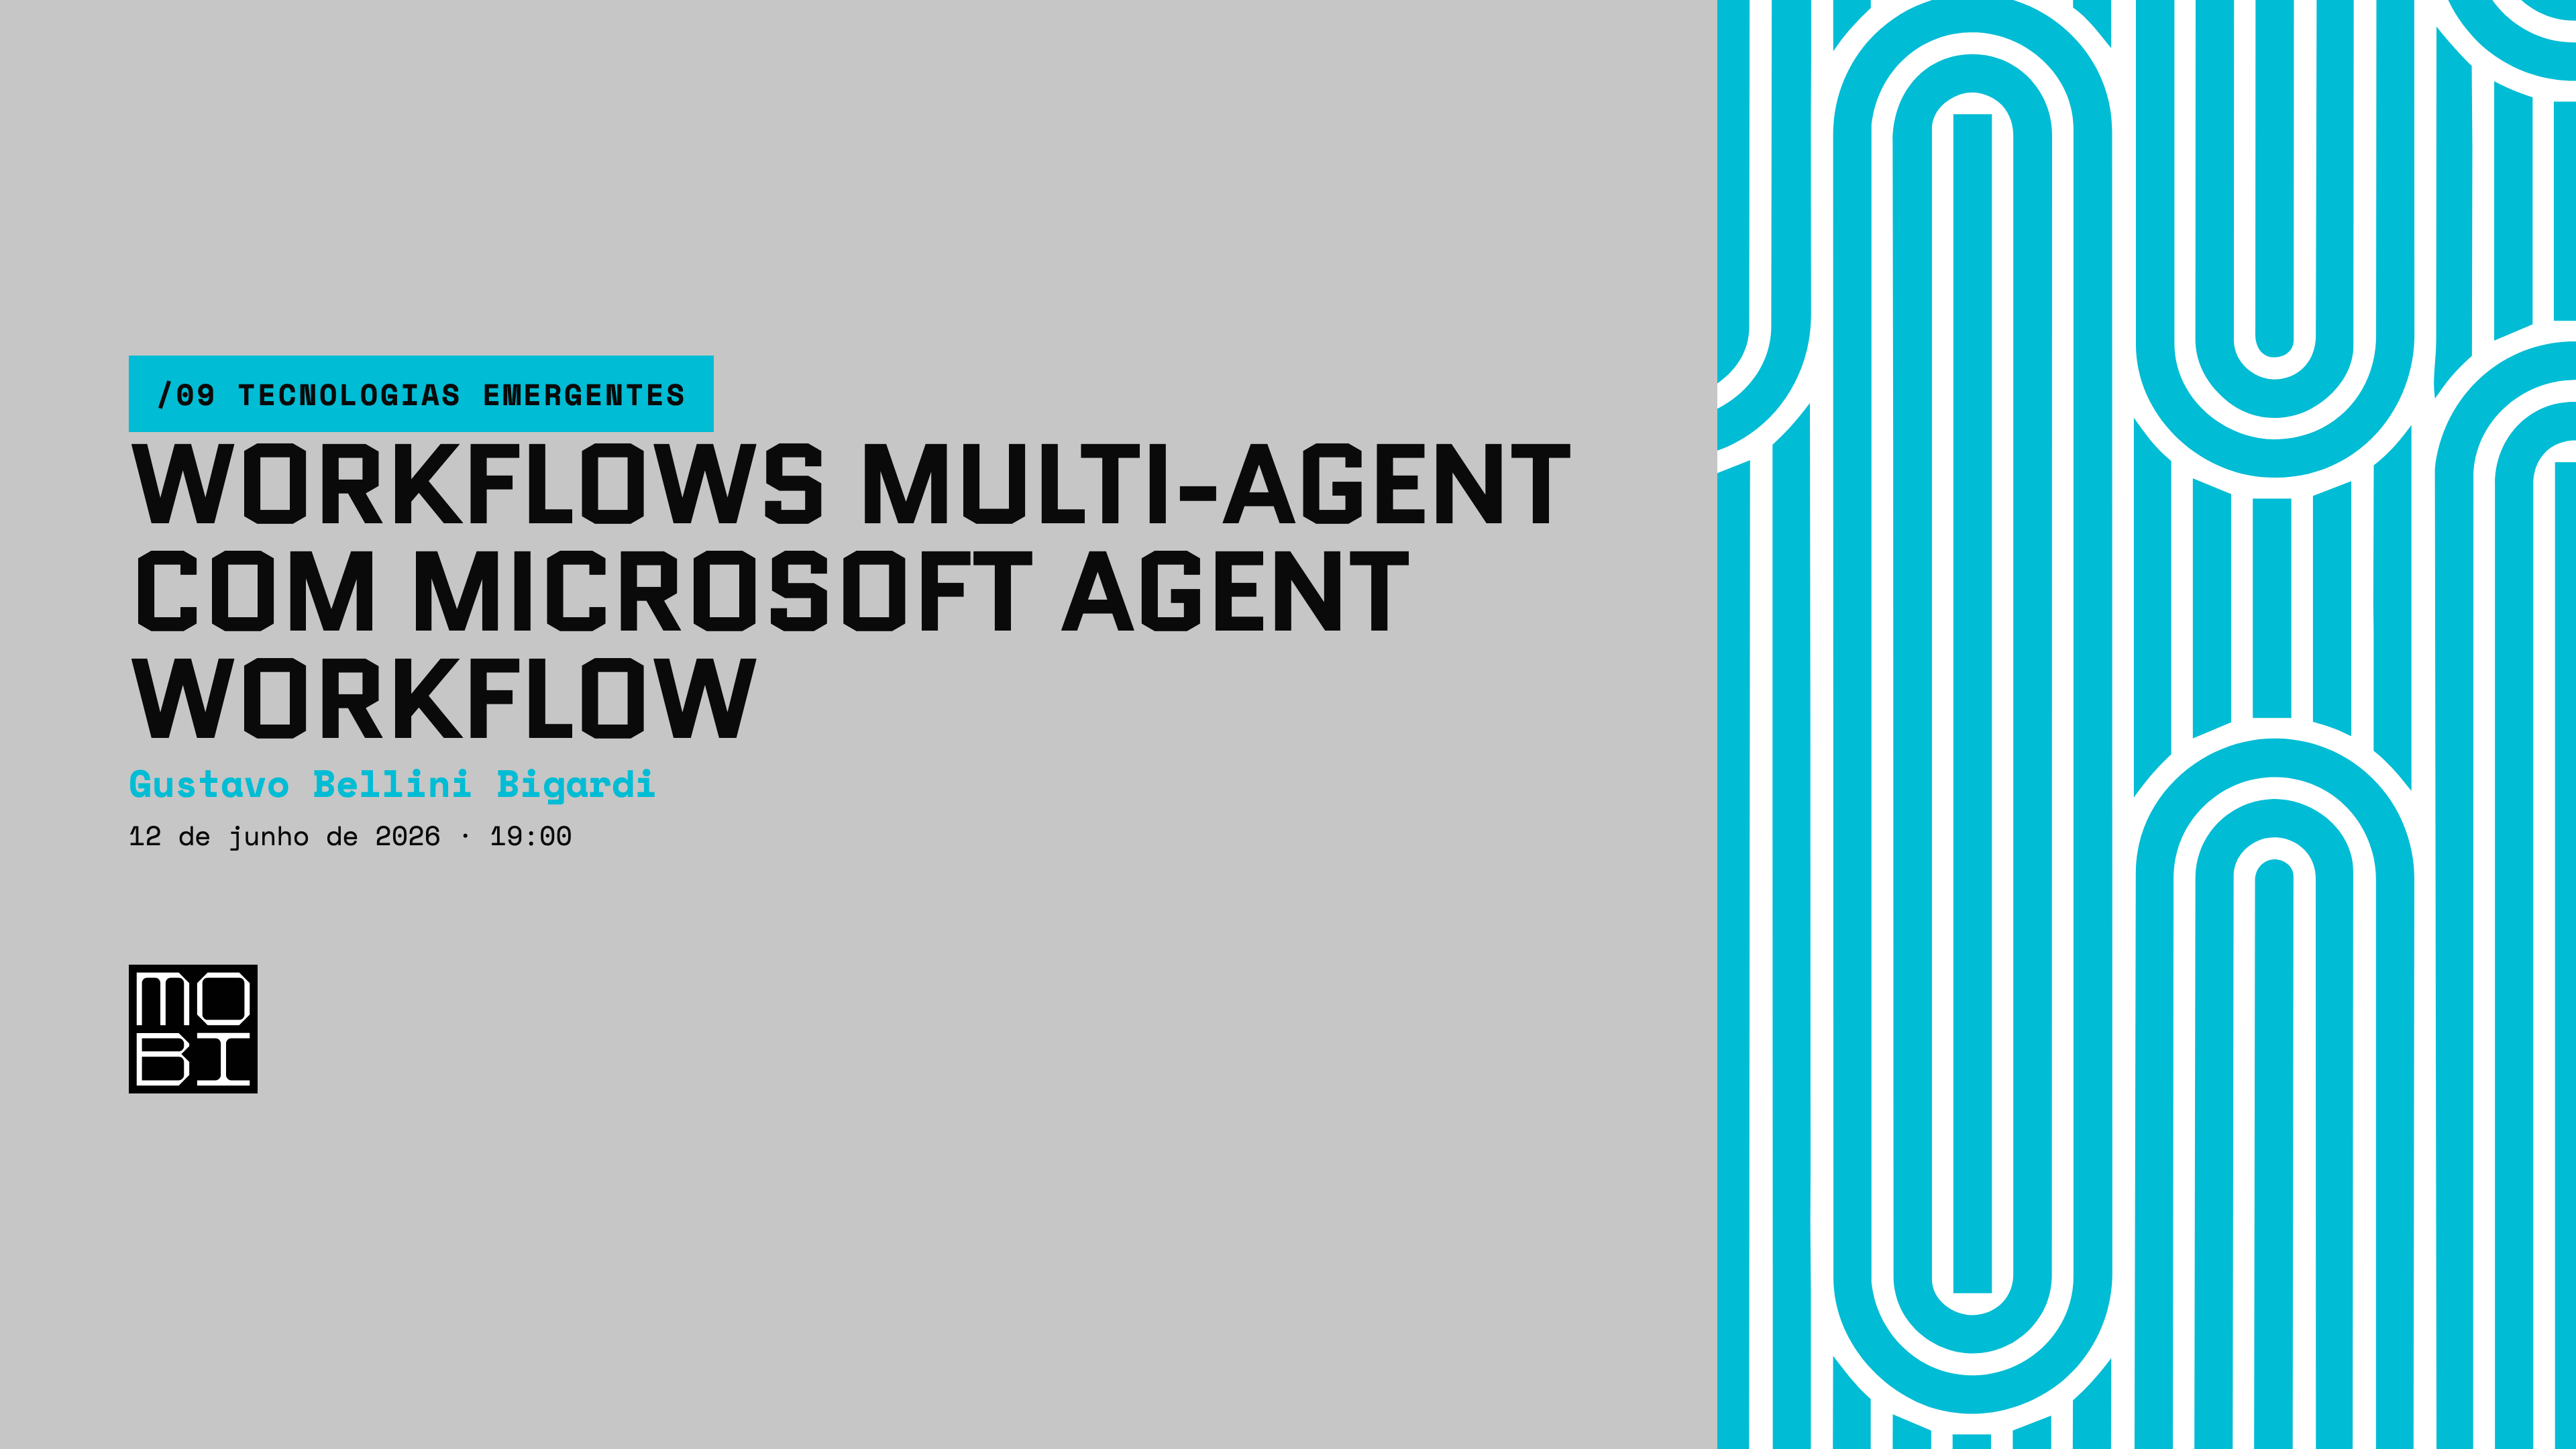 /09 TECNOLOGIAS EMERGENTES
WORKFLOWS MULTI-AGENT
COM MICROSOFT AGENT
WORKFLOW
Gustavo Bellini Bigardi
12 de junho de 2026 · 19:00
MO
BI